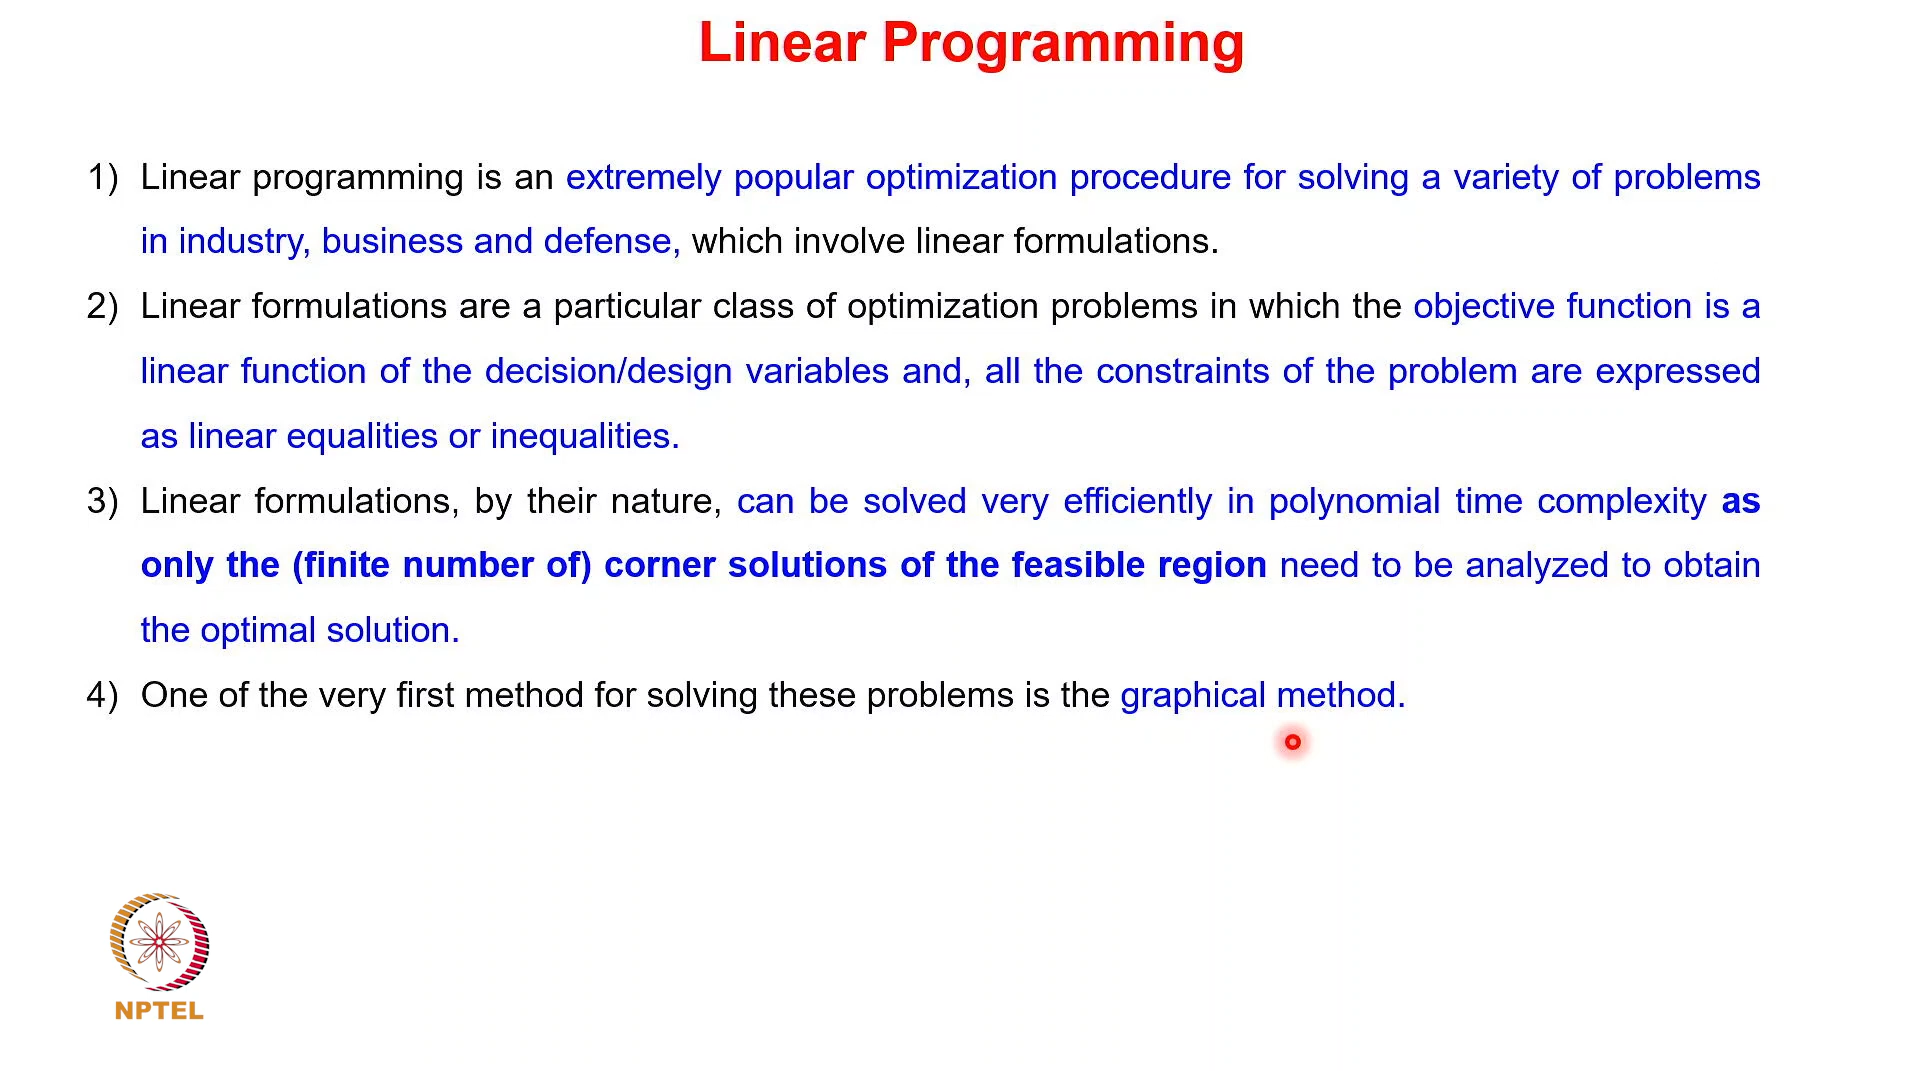 Linear Programming
1) Linear programming is an extremely popular optimization procedure for solving a variety of problems
in industry, business and defense, which involve linear formulations.
2) Linear formulations are a particular class of optimization problems in which the objective function is a
linear function of the decision/design variables and, all the constraints of the problem are expressed
as linear equalities or inequalities.
3) Linear formulations, by their nature, can be solved very efficiently in polynomial time complexity as
only the (finite number of) corner solutions of the feasible region need to be analyzed to obtain
the optimal solution.
4) One of the very first method for solving these problems is the graphical method.
NPTEL